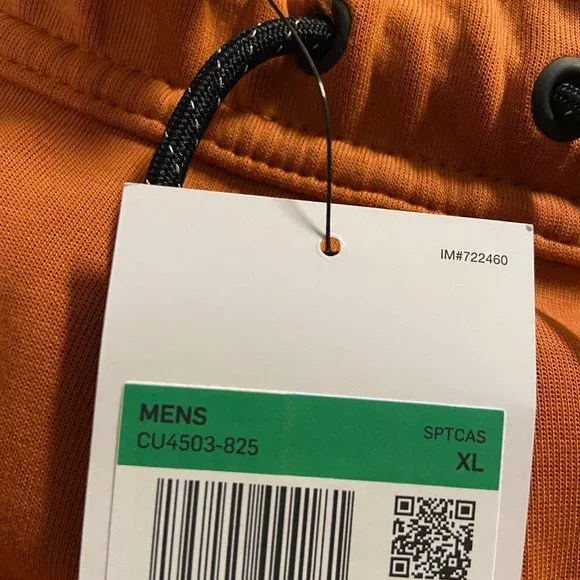 IM#722460
MENS
CU4503-825
SPTCAS
XL